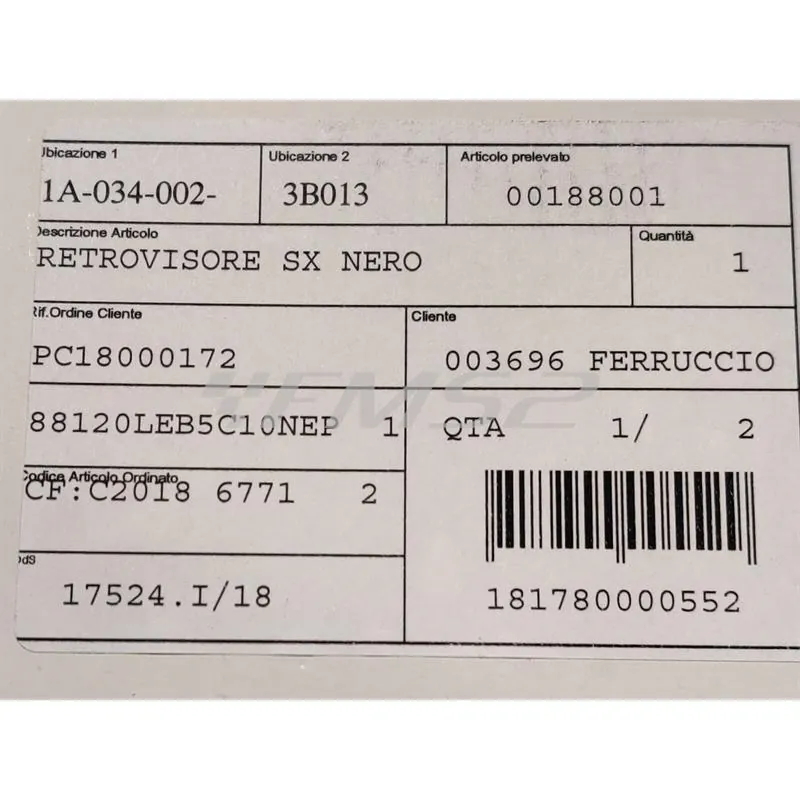 Ubicazione 1 Ubicazione 2 Articolo prelevato
1A-034-002- 3B013 00188001
Descrizione Articolo Quantità
RETROVISORE SX NERO 1
Rif.Ordine Cliente Cliente
PC18000172 003696 FERRUCCIO
EMS2
88120LEB5C10NEP 1 QTA 1/ 2
Codice Articolo Ordinato
CF:C2018 6771 2
OdS
17524.I/18 181780000552